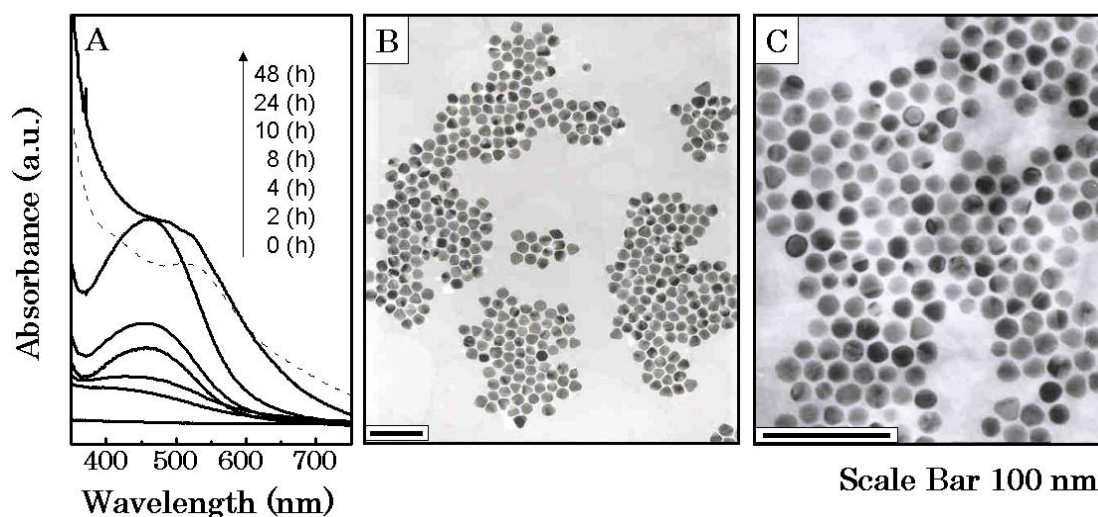 A
48 (h)
24 (h)
10 (h)
8 (h)
4 (h)
2 (h)
0 (h)
Absorbance (a.u.)
400 500 600 700
Wavelength (nm)
B
C
Scale Bar 100 nm